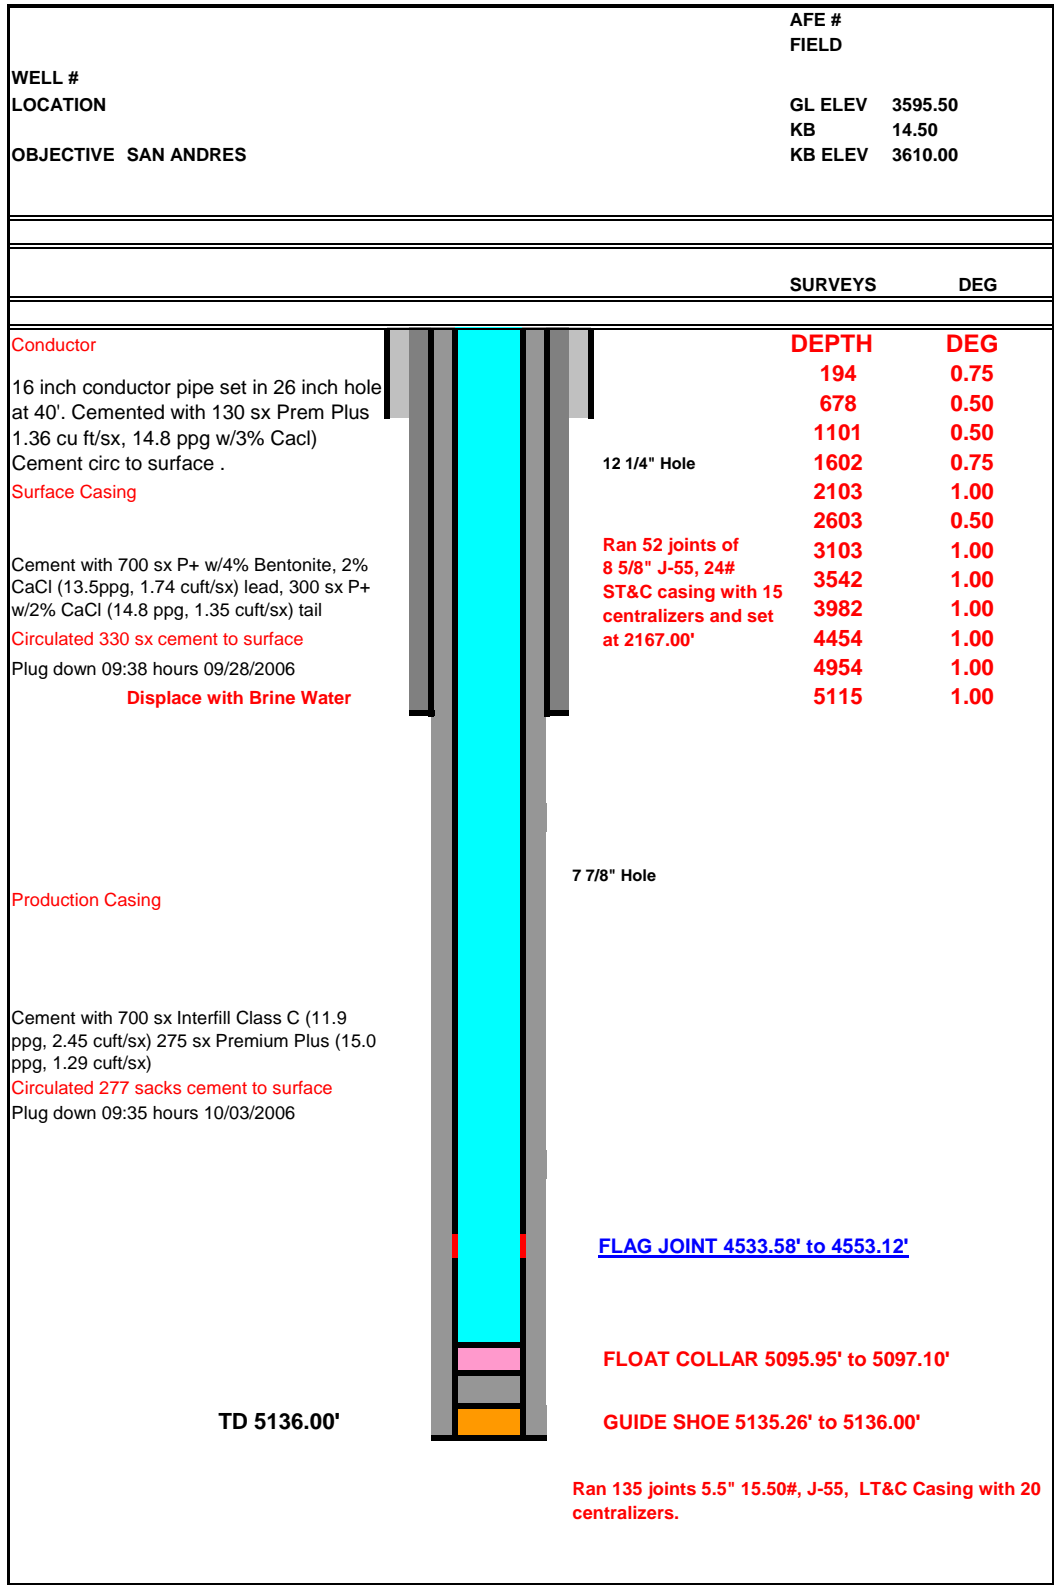 AFE #
FIELD
WELL #
LOCATION
GL ELEV 3595.50
KB 14.50
OBJECTIVE SAN ANDRES
KB ELEV 3610.00
SURVEYS DEG
Conductor
16 inch conductor pipe set in 26 inch hole
at 40'. Cemented with 130 sx Prem Plus
1.36 cu ft/sx, 14.8 ppg w/3% Cacl)
Cement circ to surface .
Surface Casing
Cement with 700 sx P+ w/4% Bentonite, 2%
CaCl (13.5ppg, 1.74 cuft/sx) lead, 300 sx P+
w/2% CaCl (14.8 ppg, 1.35 cuft/sx) tail
Circulated 330 sx cement to surface
Plug down 09:38 hours 09/28/2006
Displace with Brine Water
12 1/4" Hole
Ran 52 joints of
8 5/8" J-55, 24#
ST&C casing with 15
centralizers and set
at 2167.00'
DEPTH DEG
194 0.75
678 0.50
1101 0.50
1602 0.75
2103 1.00
2603 0.50
3103 1.00
3542 1.00
3982 1.00
4454 1.00
4954 1.00
5115 1.00
7 7/8" Hole
Production Casing
Cement with 700 sx Interfill Class C (11.9
ppg, 2.45 cuft/sx) 275 sx Premium Plus (15.0
ppg, 1.29 cuft/sx)
Circulated 277 sacks cement to surface
Plug down 09:35 hours 10/03/2006
FLAG JOINT 4533.58' to 4553.12'
FLOAT COLLAR 5095.95' to 5097.10'
TD 5136.00'
GUIDE SHOE 5135.26' to 5136.00'
Ran 135 joints 5.5" 15.50#, J-55, LT&C Casing with 20
centralizers.